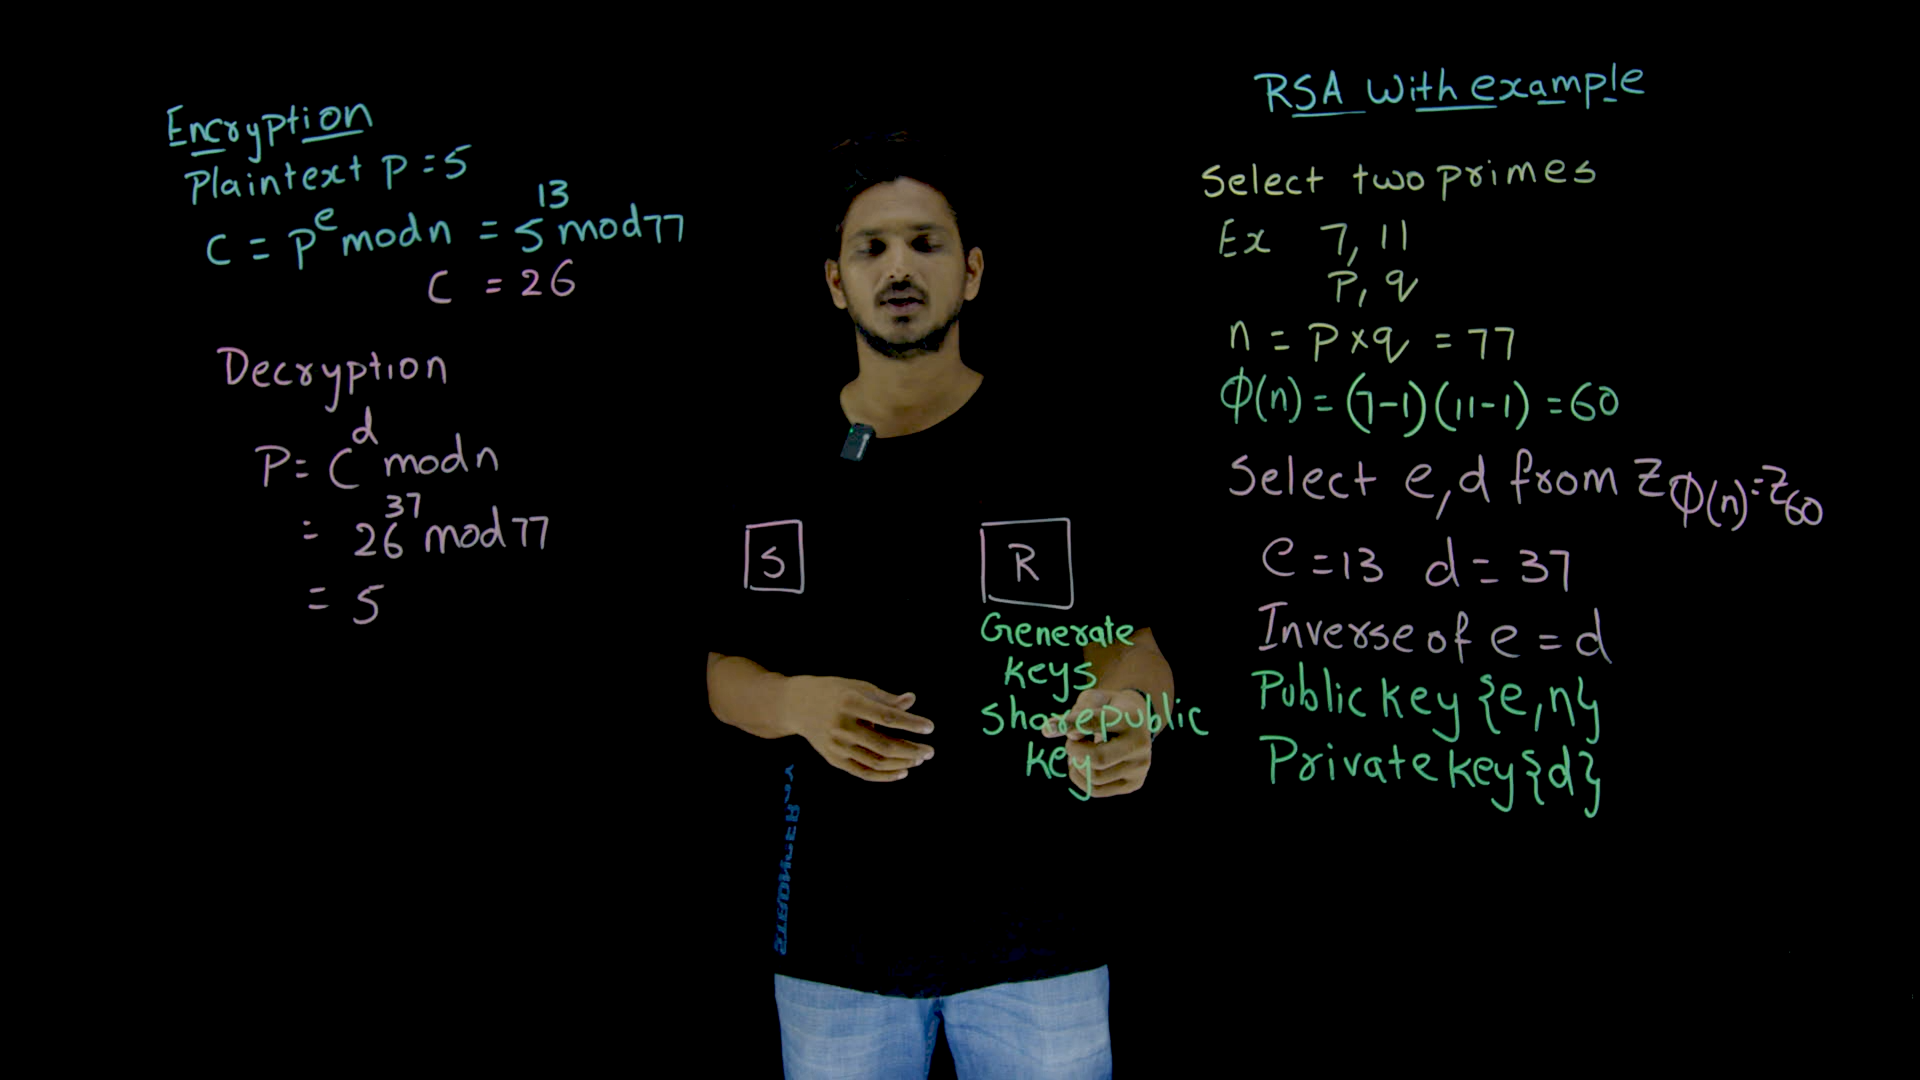 Encryption
Plaintext P = 5
C = P^e mod n = 5^13 mod 77
C = 26
Decryption
P = C^d mod n
= 26^37 mod 77
= 5
S
R
Generate
keys
Share public
key
RSA with example
Select two primes
Ex 7, 11
P, q
n = P × q = 77
φ(n) = (7-1)(11-1) = 60
Select e, d from Z_φ(n) = Z_60
e = 13 d = 37
Inverse of e = d
Public key {e, n}
Private key {d}